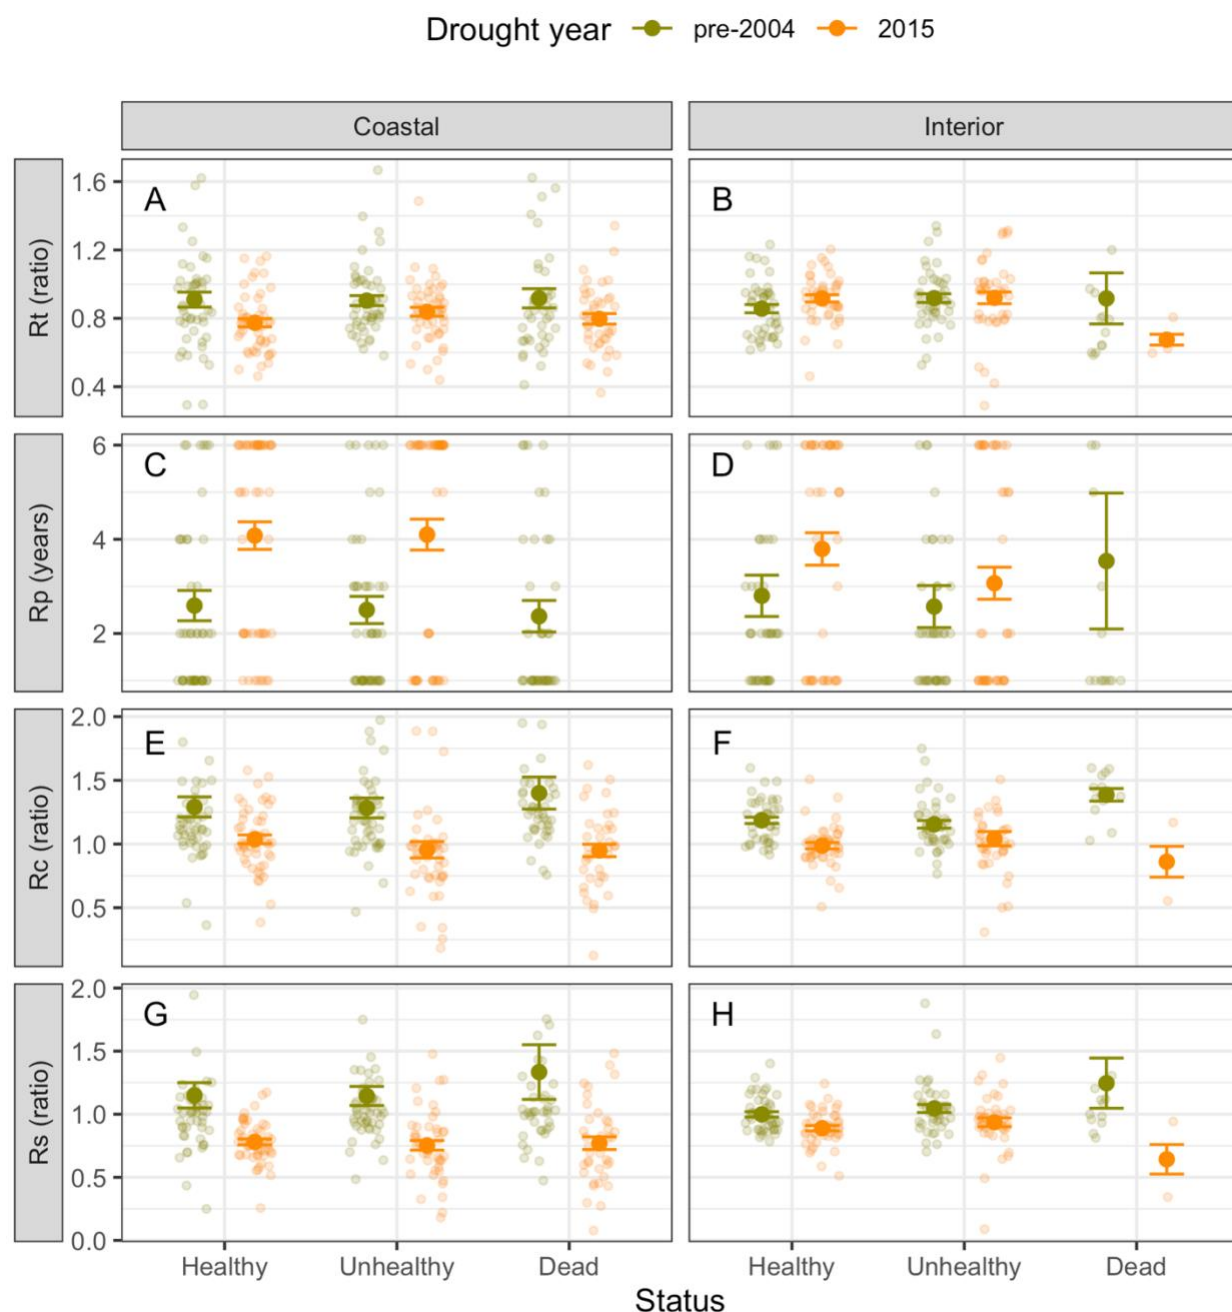 Drought year pre-2004 2015
Coastal Interior
Rt (ratio)
1.6
1.2
0.8
0.4
A
B
Rp (years)
6
4
2
C
D
Rc (ratio)
2.0
1.5
1.0
0.5
E
F
Rs (ratio)
2.0
1.5
1.0
0.5
0.0
G
H
Healthy Unhealthy Dead Healthy Unhealthy Dead
Status